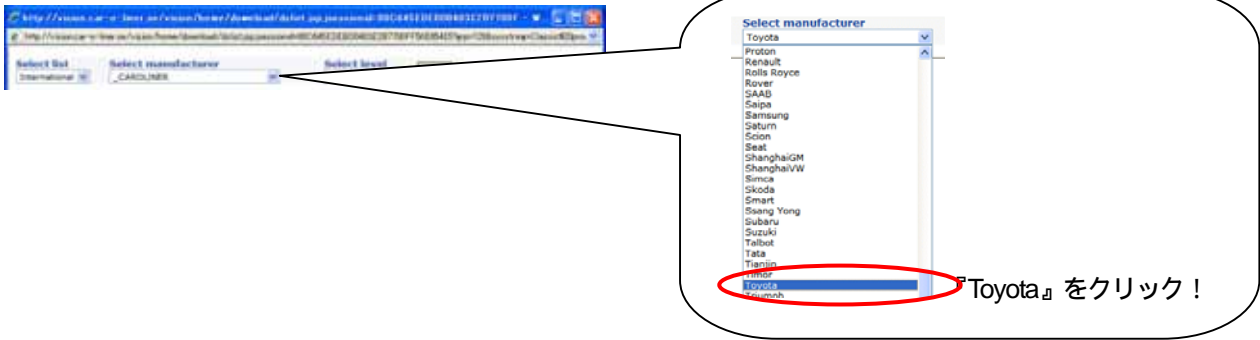 Select list
Select manufacturer
Select level
International
_CAROLINER
Select manufacturer
Toyota
Proton
Renault
Rolls Royce
Rover
SAAB
Saipa
Samsung
Saturn
Scion
Seat
ShanghaiGM
ShanghaiVW
Simca
Skoda
Smart
Ssang Yong
Subaru
Suzuki
Talbot
Tata
Tianjin
Timor
Toyota
Triumph
『Toyota』をクリック!